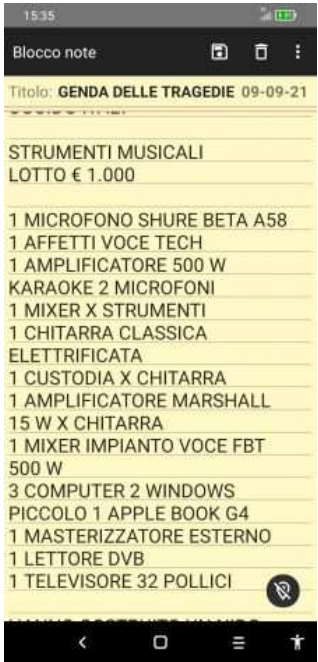 15:35
Blocco note
Titolo: GENDA DELLE TRAGEDIE 09-09-21
STRUMENTI MUSICALI
LOTTO € 1.000
1 MICROFONO SHURE BETA A58
1 AFFETTI VOCE TECH
1 AMPLIFICATORE 500 W
KARAOKE 2 MICROFONI
1 MIXER X STRUMENTI
1 CHITARRA CLASSICA
ELETTRIFICATA
1 CUSTODIA X CHITARRA
1 AMPLIFICATORE MARSHALL
15 W X CHITARRA
1 MIXER IMPIANTO VOCE FBT
500 W
3 COMPUTER 2 WINDOWS
PICCOLO 1 APPLE BOOK G4
1 MASTERIZZATORE ESTERNO
1 LETTORE DVB
1 TELEVISORE 32 POLLICI